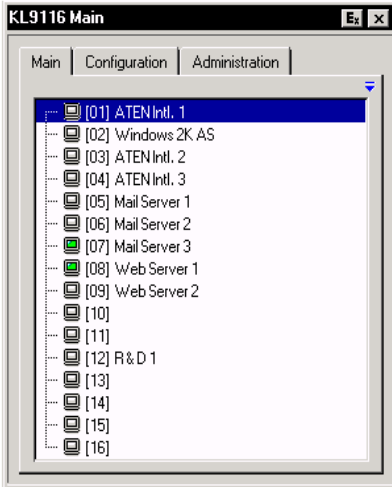 KL9116 Main
Ex
Main Configuration Administration
[01] ATEN Intl. 1
[02] Windows 2K AS
[03] ATEN Intl. 2
[04] ATEN Intl. 3
[05] Mail Server 1
[06] Mail Server 2
[07] Mail Server 3
[08] Web Server 1
[09] Web Server 2
[10]
[11]
[12] R & D 1
[13]
[14]
[15]
[16]